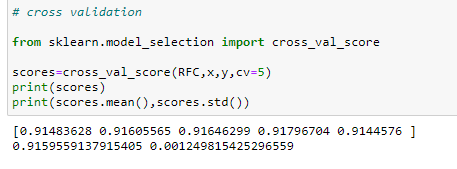 # cross validation
from sklearn.model_selection import cross_val_score
scores=cross_val_score(RFC,x,y,cv=5)
print(scores)
print(scores.mean(),scores.std())
[0.91483628 0.91605565 0.91646299 0.91796704 0.9144576 ]
0.9159559137915405 0.001249815425296559